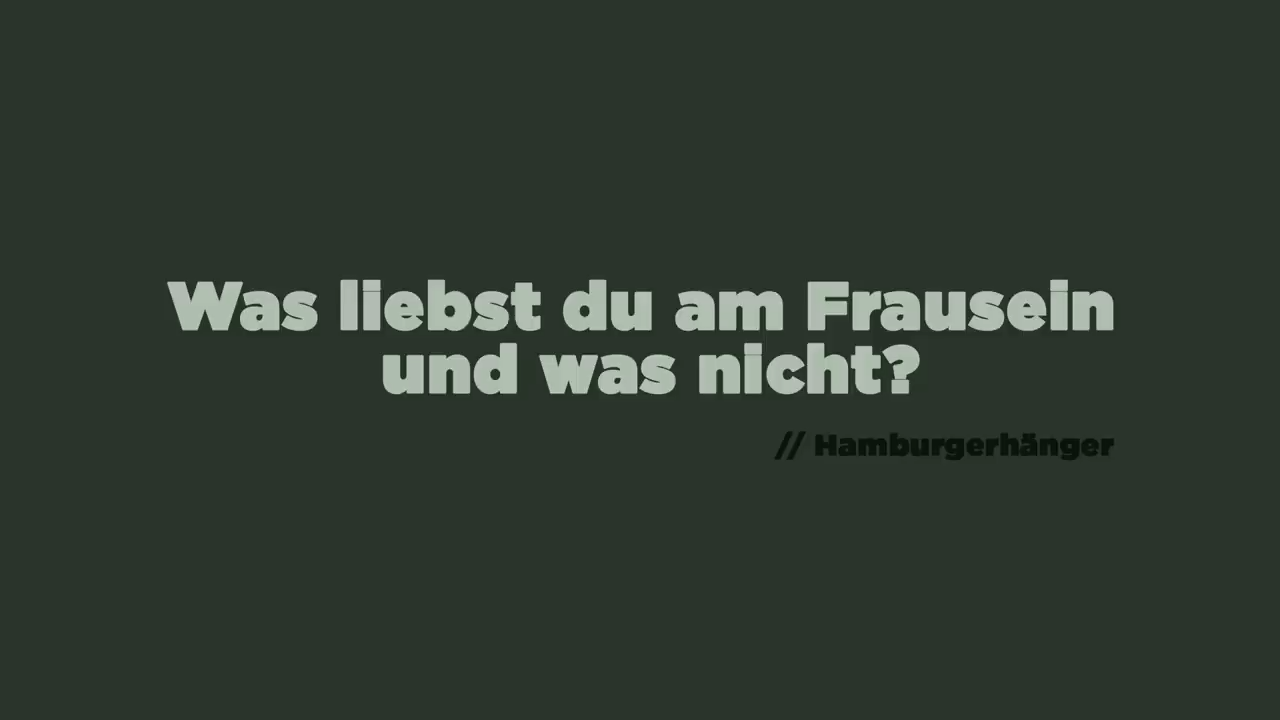 Was liebst du am Frausein
und was nicht?
// Hamburgerhänger